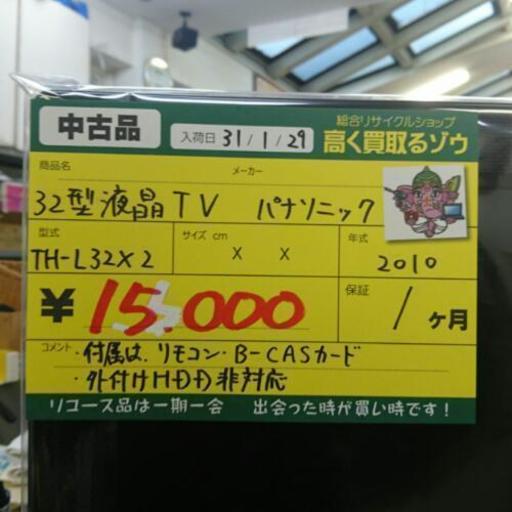 中古品 入荷日 31/1/29 総合リサイクルショップ
高く買取るゾウ
商品名 メーカー
32型液晶TV パナソニック
型式 サイズ cm 年式
TH-L32X2 X X 2010
¥15.000 保証 1ヶ月
コメント ・付属は、リモコン・B-CASカード
・外付けHDD非対応
リユース品は一期一会 出会った時が買い時です!